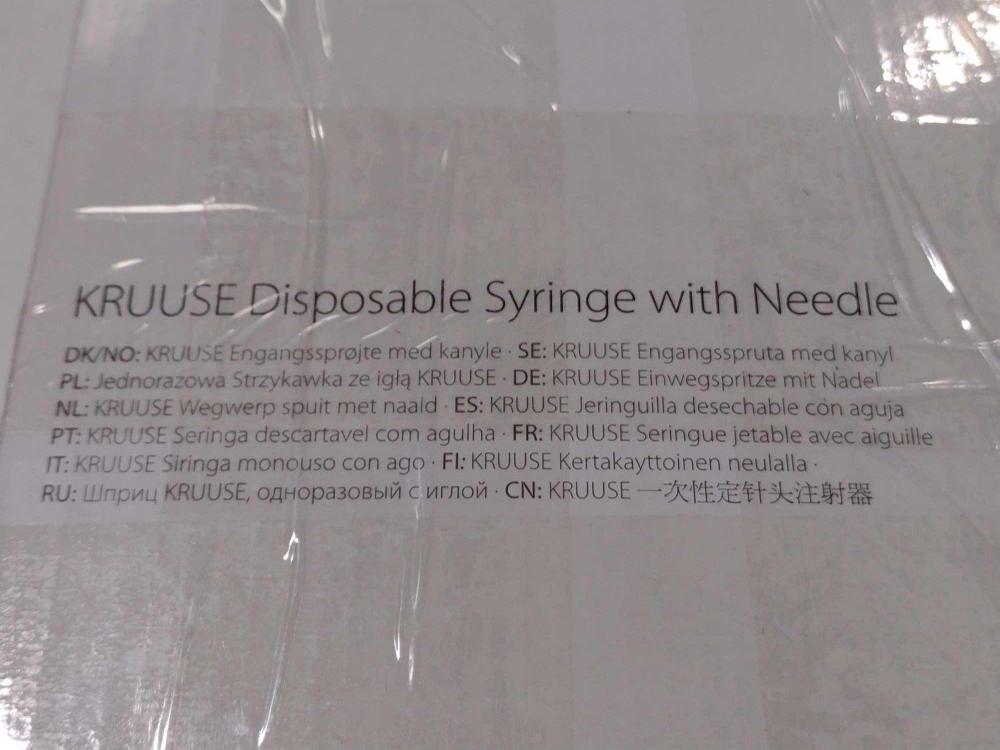 KRUUSE Disposable Syringe with Needle
DK/NO: KRUUSE Engangssprøjte med kanyle · SE: KRUUSE Engangsspruta med kanyl
PL: Jednorazowa Strzykawka ze igłą KRUUSE · DE: KRUUSE Einwegspritze mit Nadel
NL: KRUUSE Wegwerp spuit met naald · ES: KRUUSE Jeringuilla desechable con aguja
PT: KRUUSE Seringa descartavel com agulha · FR: KRUUSE Seringue jetable avec aiguille
IT: KRUUSE Siringa monouso con ago · FI: KRUUSE Kertakayttoinen neulalla ·
RU: Шприц KRUUSE, одноразовый с иглой · CN: KRUUSE 一次性定针头注射器